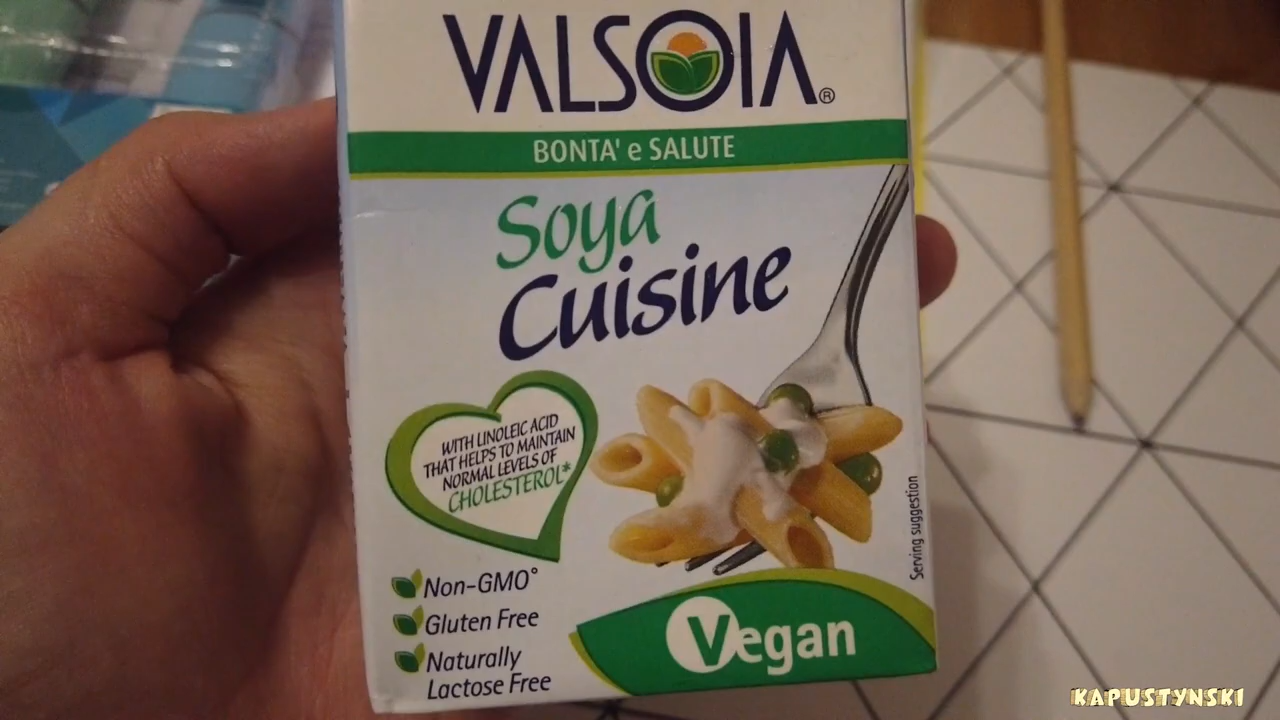 VALSOIA®
BONTA' e SALUTE
Soya
Cuisine
WITH LINOLEIC ACID
THAT HELPS TO MAINTAIN
NORMAL LEVELS OF
CHOLESTEROL*
Serving suggestion
Non-GMO°
Gluten Free
Naturally
Lactose Free
Vegan
KAPUSTYNSKI